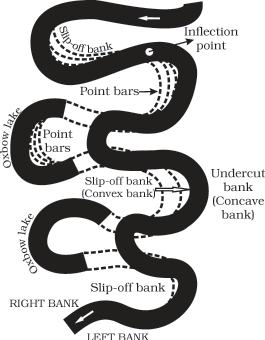 Slip-off bank
Inflection
point
Point bars
Oxbow lake
Point
bars
Slip-off bank
(Convex bank)
Undercut
bank
(Concave
bank)
Oxbow lake
Slip-off bank
RIGHT BANK
LEFT BANK